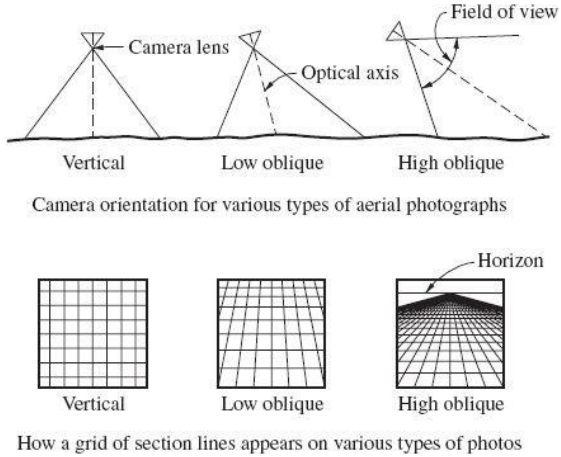 Field of view
Camera lens
Optical axis
Vertical
Low oblique
High oblique
Camera orientation for various types of aerial photographs
Horizon
Vertical
Low oblique
High oblique
How a grid of section lines appears on various types of photos